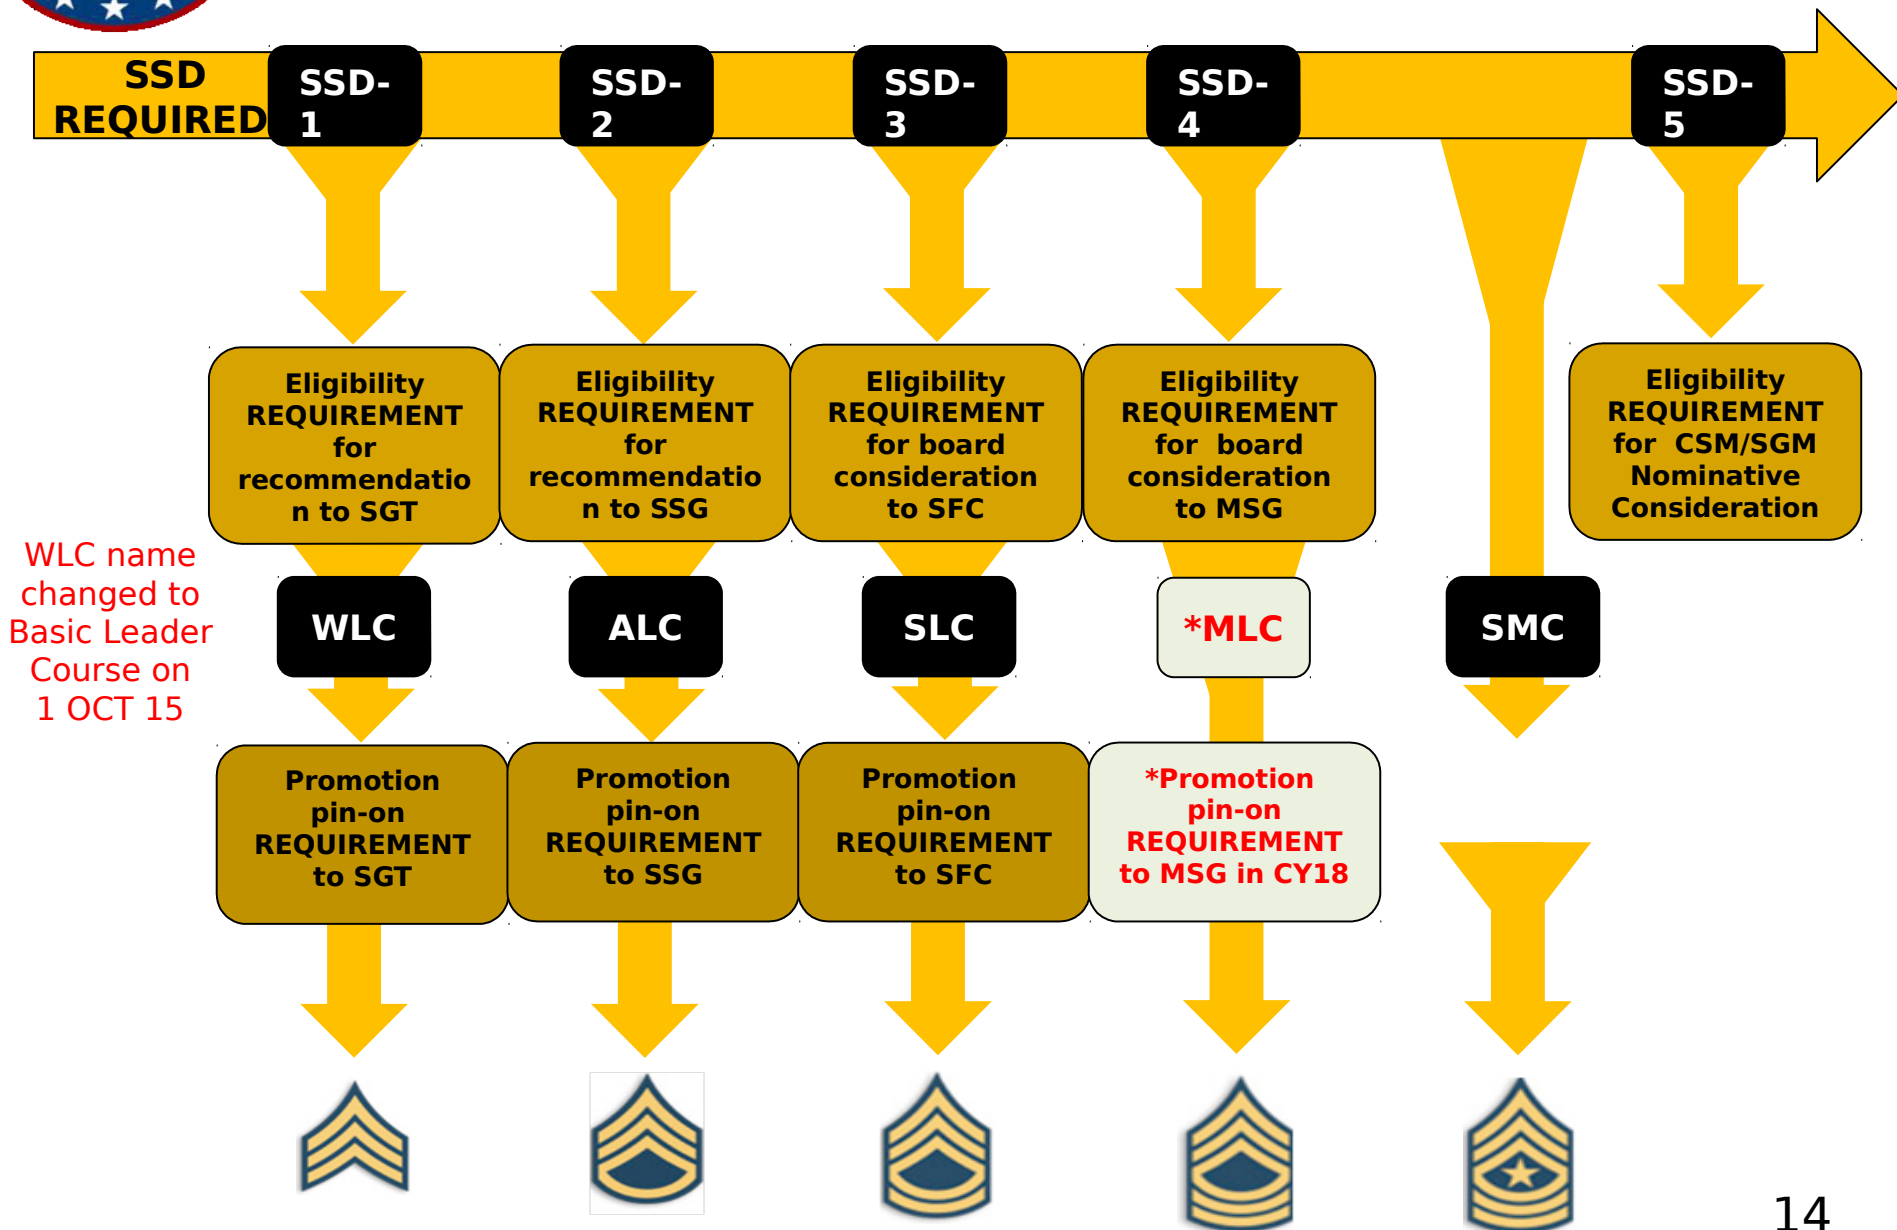 SSD
REQUIRED
SSD-
1
SSD-
2
SSD-
3
SSD-
4
SSD-
5
Eligibility
REQUIREMENT
for
recommendatio
n to SGT
Eligibility
REQUIREMENT
for
recommendatio
n to SSG
Eligibility
REQUIREMENT
for board
consideration
to SFC
Eligibility
REQUIREMENT
for  board
consideration
to MSG
Eligibility
REQUIREMENT
for  CSM/SGM
Nominative
Consideration
WLC name
changed to
Basic Leader
Course on
1 OCT 15
WLC
ALC
SLC
*MLC
SMC
Promotion
pin-on
REQUIREMENT
to SGT
Promotion
pin-on
REQUIREMENT
to SSG
Promotion
pin-on
REQUIREMENT
to SFC
*Promotion
pin-on
REQUIREMENT
to MSG in CY18
14